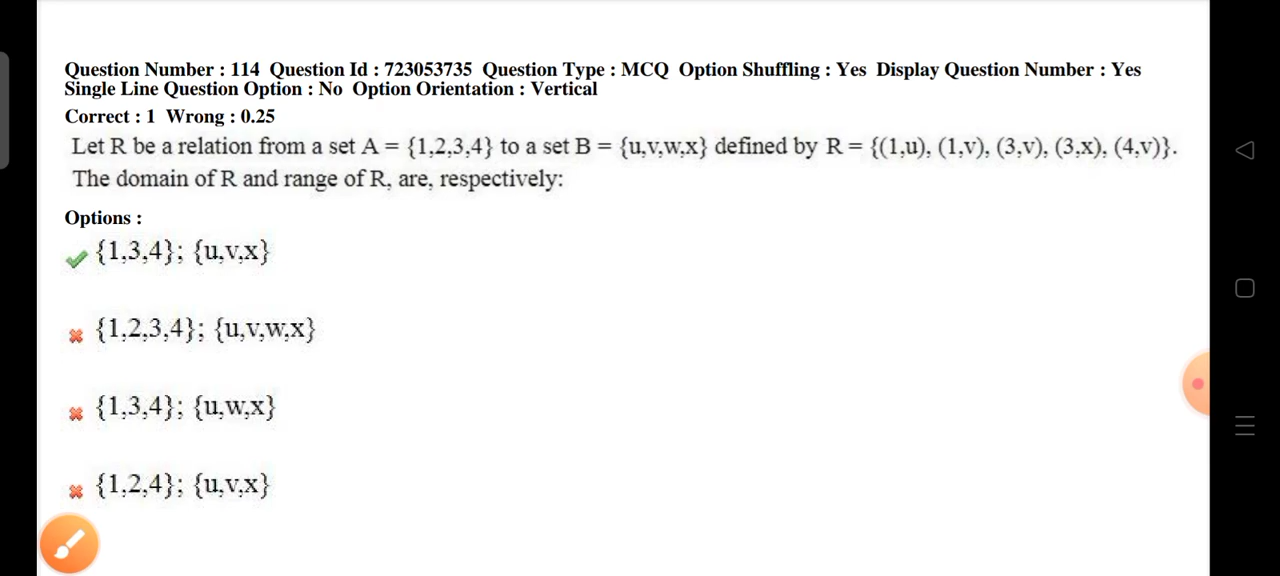 Question Number : 114 Question Id : 723053735 Question Type : MCQ Option Shuffling : Yes Display Question Number : Yes
Single Line Question Option : No Option Orientation : Vertical
Correct : 1 Wrong : 0.25
Let R be a relation from a set A = {1,2,3,4} to a set B = {u,v,w,x} defined by R = {(1,u), (1,v), (3,v), (3,x), (4,v)}.
The domain of R and range of R, are, respectively:
Options :
{1,3,4}; {u,v,x}
{1,2,3,4}; {u,v,w,x}
{1,3,4}; {u,w,x}
{1,2,4}; {u,v,x}